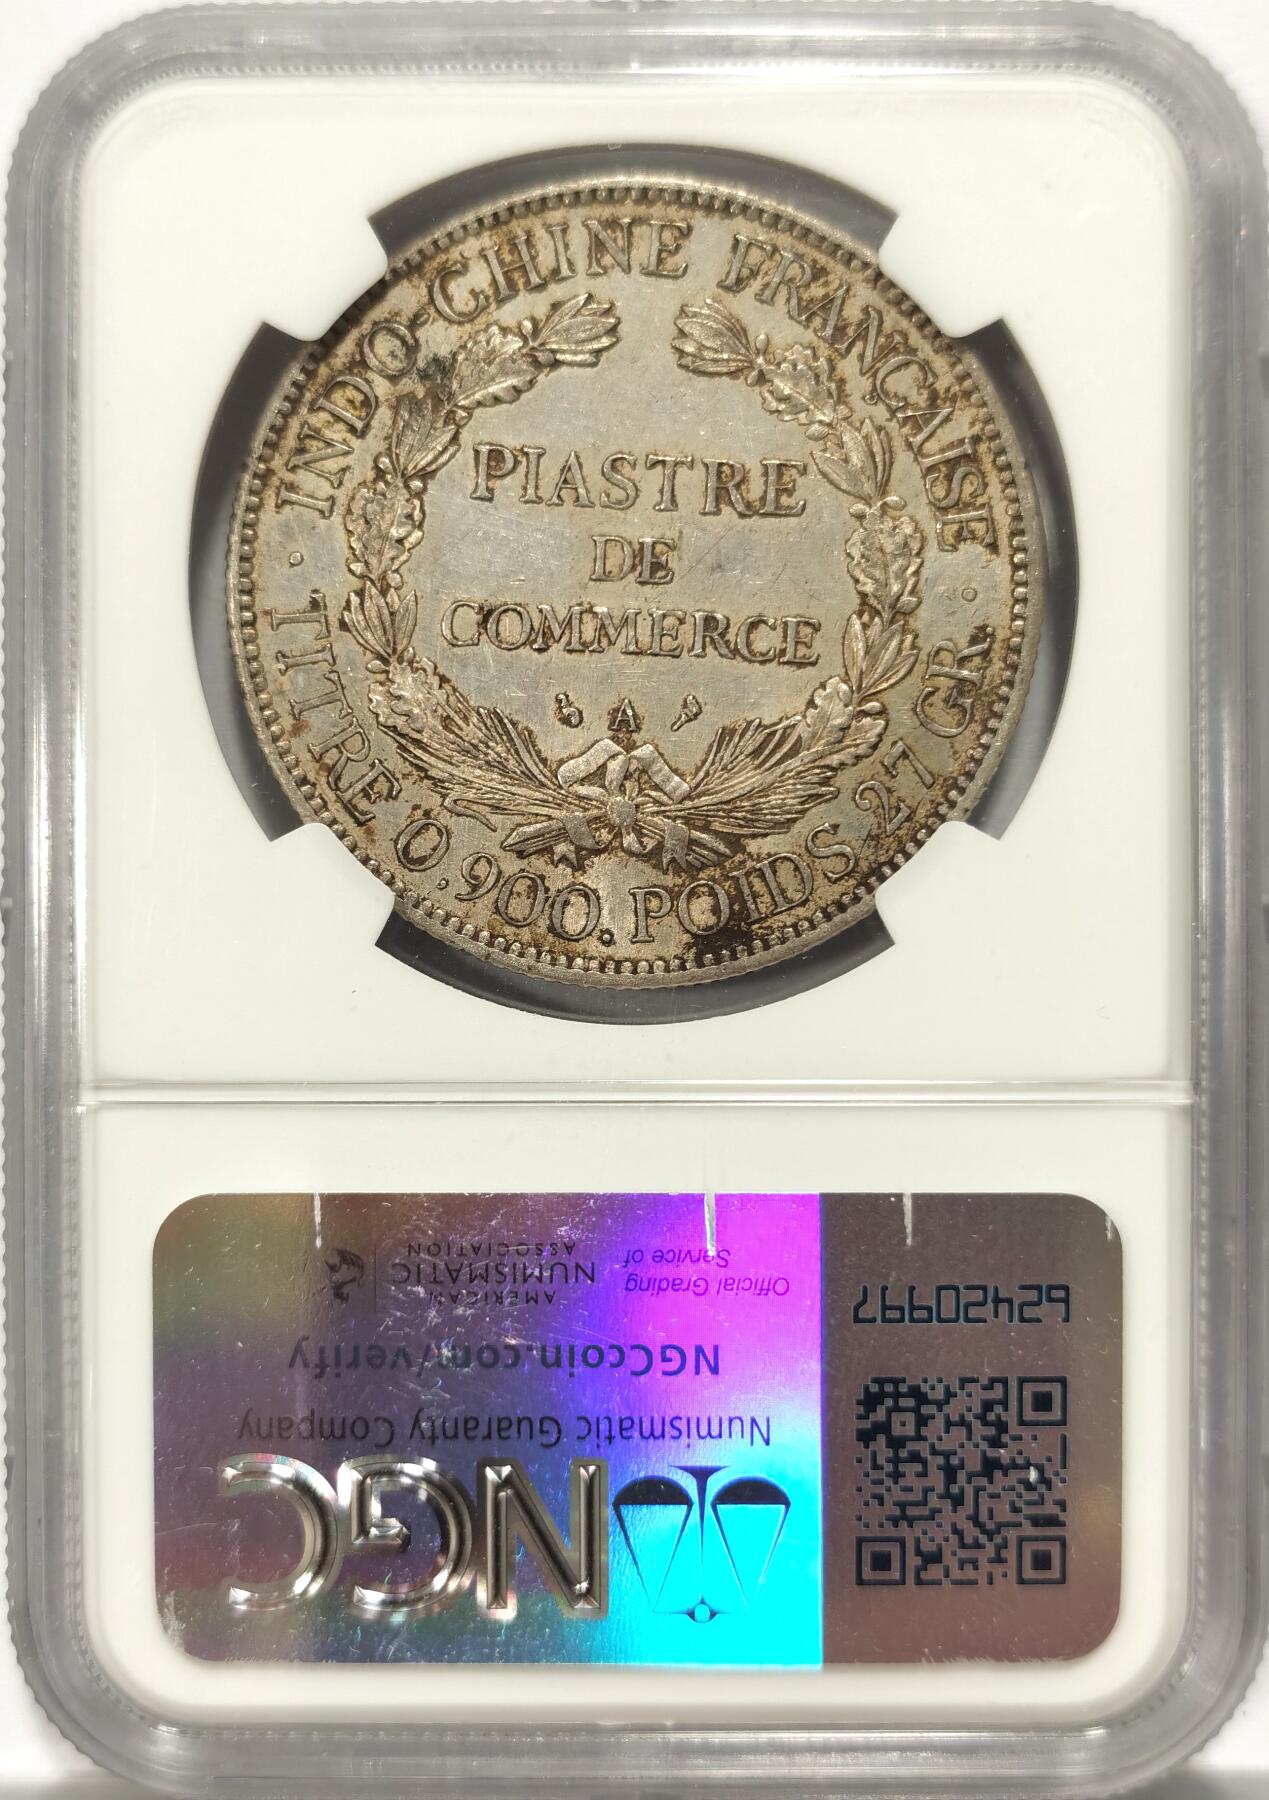 INDO-CHINE FRANÇAISE
PIASTRE
DE
COMMERCE
A
· TITRE 0,900. POIDS 27 GR. ·
NGC
Numismatic Guaranty Company
NGCcoin.com/verify
Official Grading
Service of
AMERICAN
NUMISMATIC
ASSOCIATION
62420997